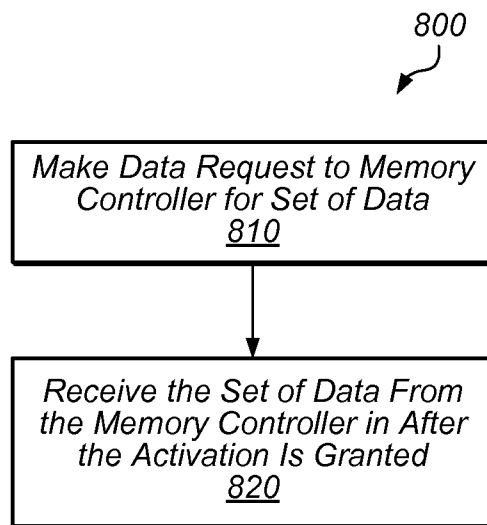 800
Make Data Request to Memory
Controller for Set of Data
810
Receive the Set of Data From
the Memory Controller in After
the Activation Is Granted
820